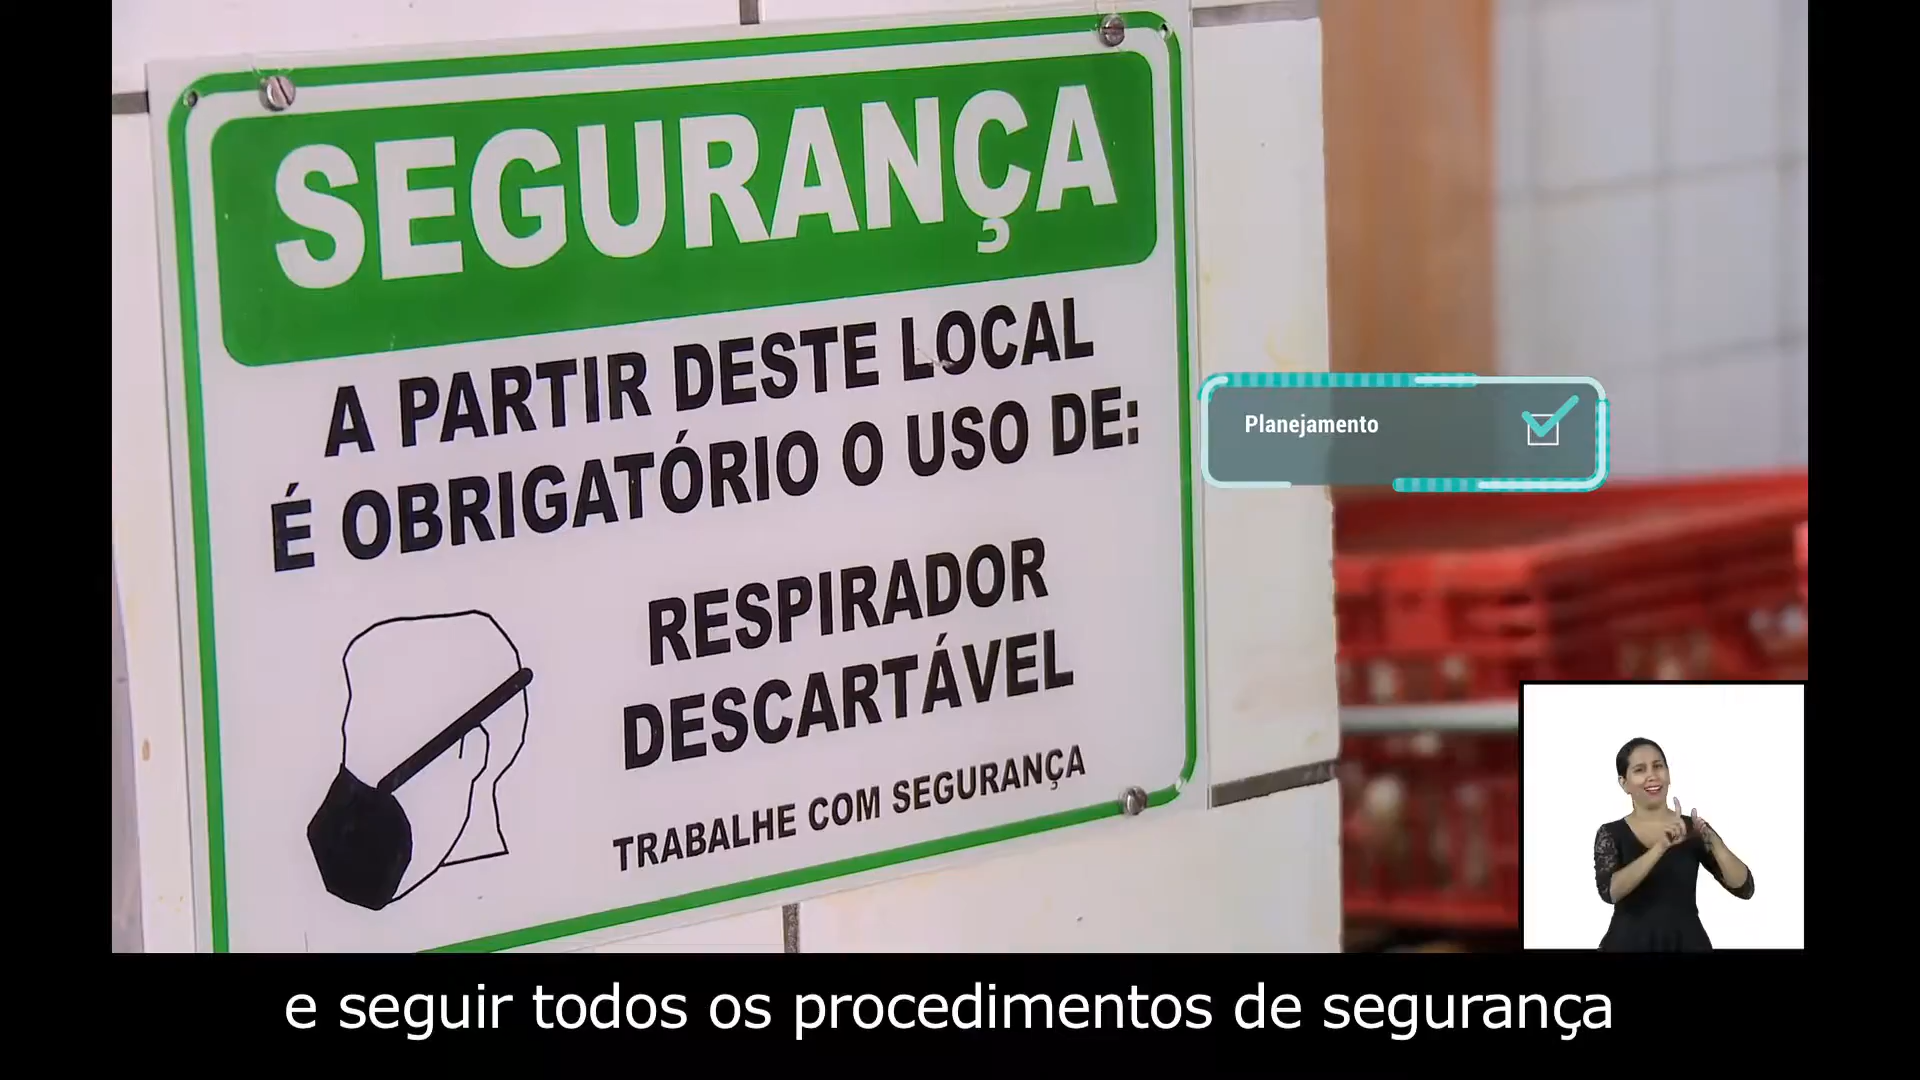 SEGURANÇA
A PARTIR DESTE LOCAL
É OBRIGATÓRIO O USO DE:
RESPIRADOR
DESCARTÁVEL
TRABALHE COM SEGURANÇA
Planejamento
e seguir todos os procedimentos de segurança